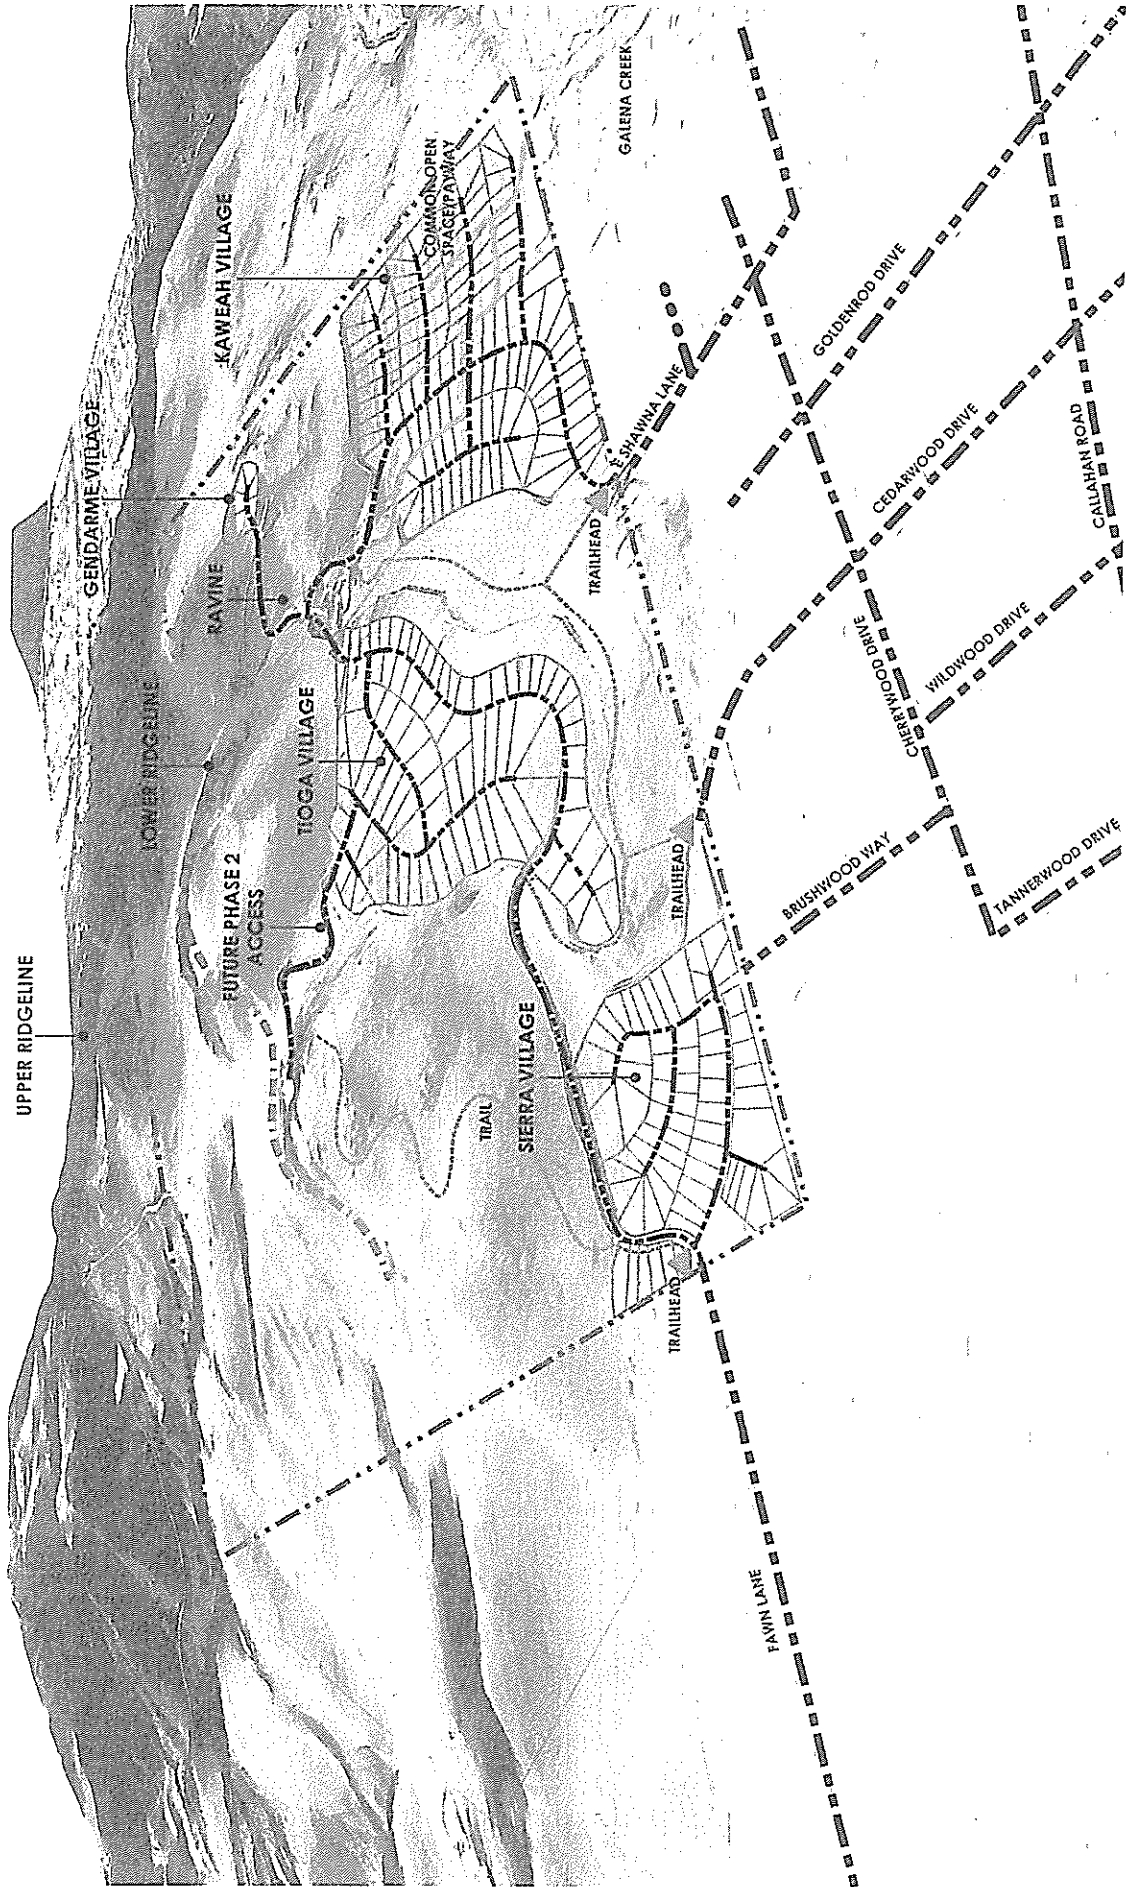 UPPER RIDGELINE
LOWER RIDGELINE
GENDARME VILLAGE
KAWEAH VILLAGE
RAVINE
FUTURE PHASE 2
ACCESS
TIOGA VILLAGE
COMMON OPEN
SPACE/PAYWAY
TRAIL
SIERRA VILLAGE
GALENA CREEK
TRAILHEAD
E SHAWNA LANE
TRAILHEAD
TRAILHEAD
FAWN LANE
BRUSHWOOD WAY
CHERRYWOOD DRIVE
GOLDENROD DRIVE
CEDARWOOD DRIVE
WILDWOOD DRIVE
TANNERWOOD DRIVE
CALLAHAN ROAD